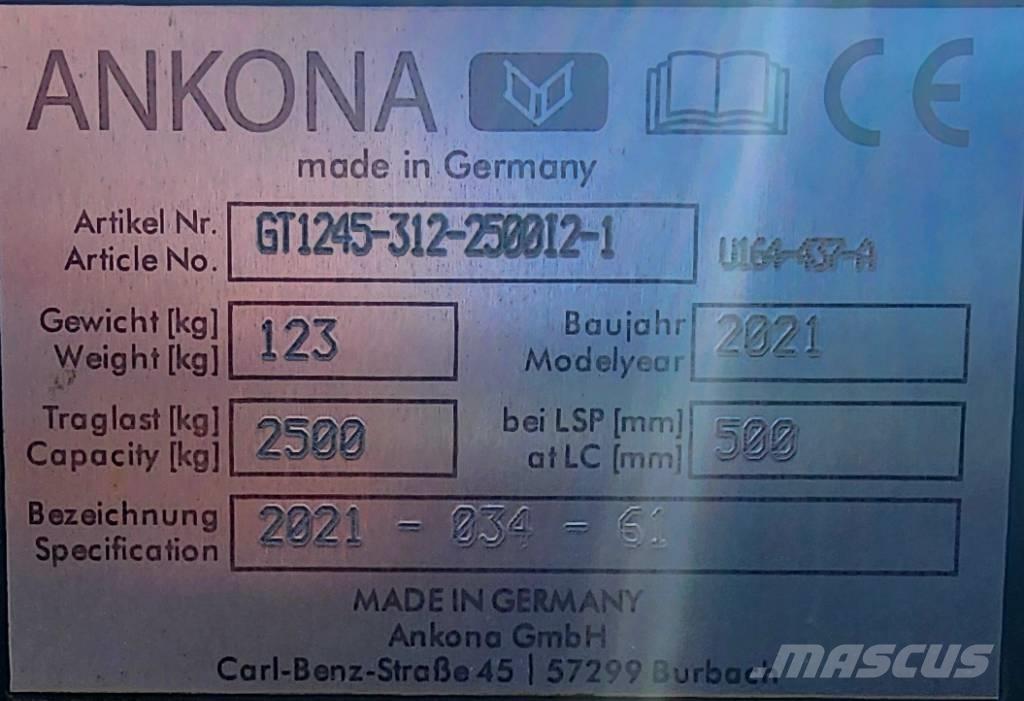 ANKONA CE
made in Germany
Artikel Nr.
Article No.
GT1245-312-2500I2-1
U164-437-A
Gewicht [kg]
Weight [kg]
123
Baujahr
Modelyear
2021
Traglast [kg]
Capacity [kg]
2500
bei LSP [mm]
at LC [mm]
500
Bezeichnung
Specification
2021 - 034 - 61
MADE IN GERMANY
Ankona GmbH
Carl-Benz-Straße 45 | 57299 Burbach
MASCUS